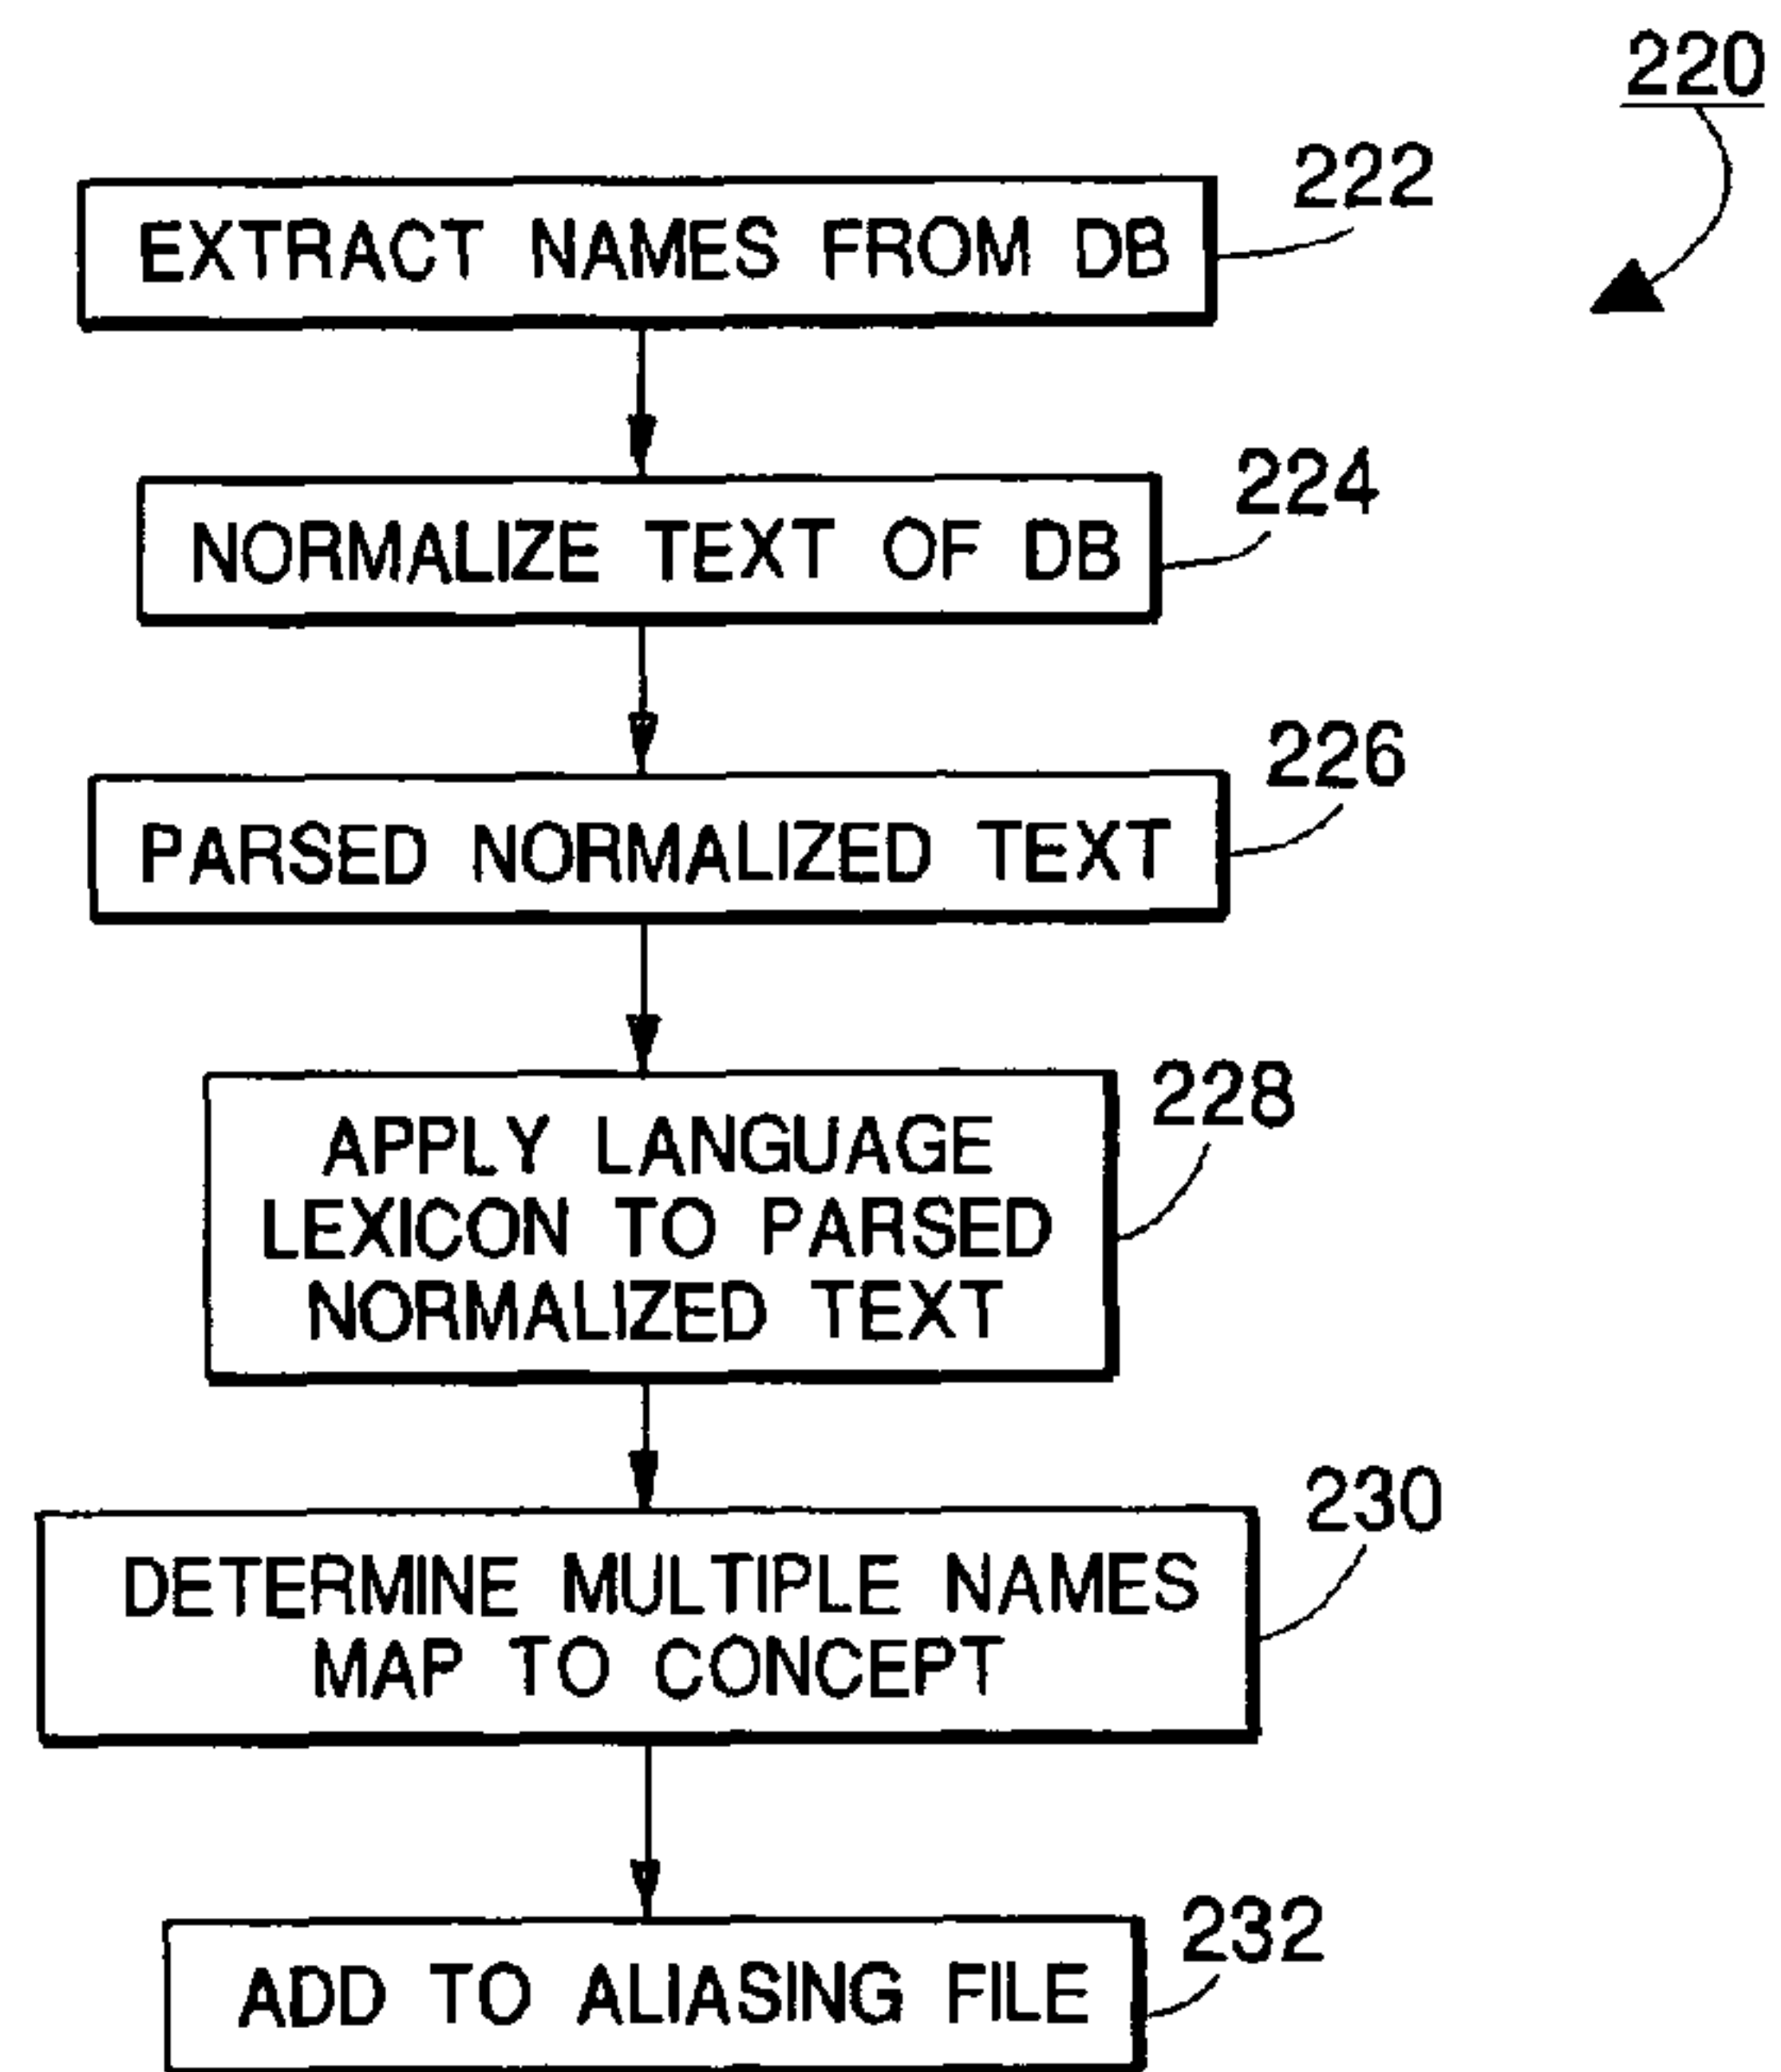 220
222
EXTRACT NAMES FROM DB
224
NORMALIZE TEXT OF DB
226
PARSED NORMALIZED TEXT
228
APPLY LANGUAGE
LEXICON TO PARSED
NORMALIZED TEXT
230
DETERMINE MULTIPLE NAMES
MAP TO CONCEPT
232
ADD TO ALIASING FILE